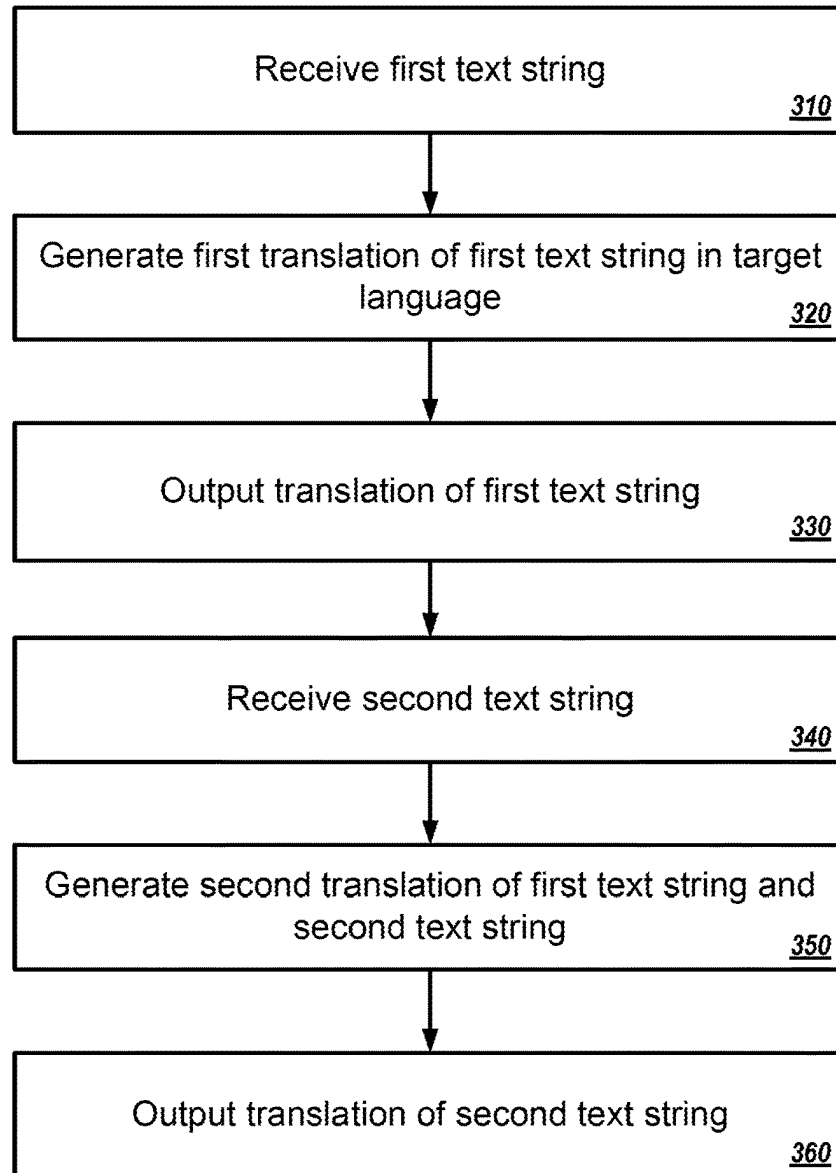 Receive first text string
310
Generate first translation of first text string in target
language
320
Output translation of first text string
330
Receive second text string
340
Generate second translation of first text string and
second text string
350
Output translation of second text string
360